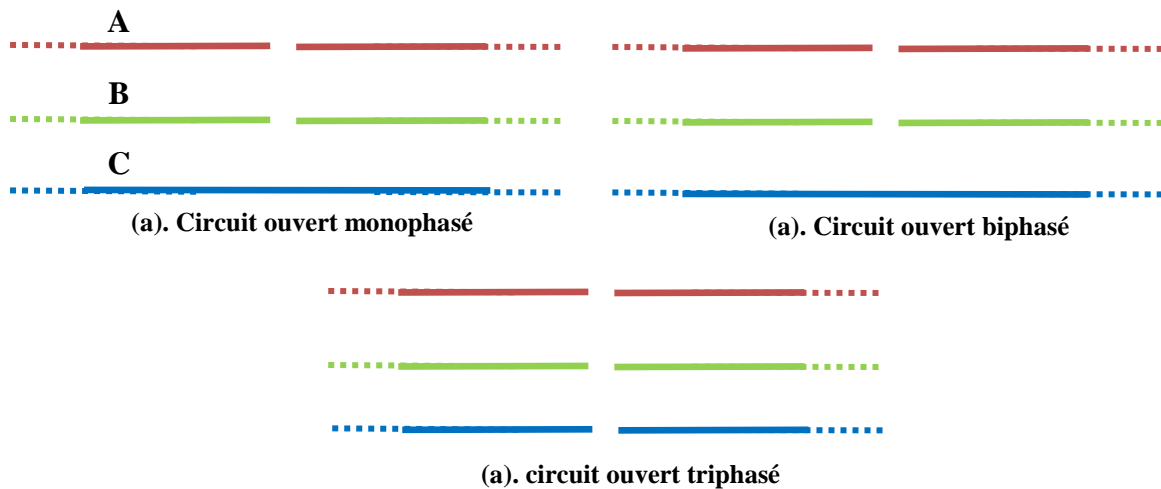 A
B
C
(a). Circuit ouvert monophasé
(a). Circuit ouvert biphasé
(a). circuit ouvert triphasé